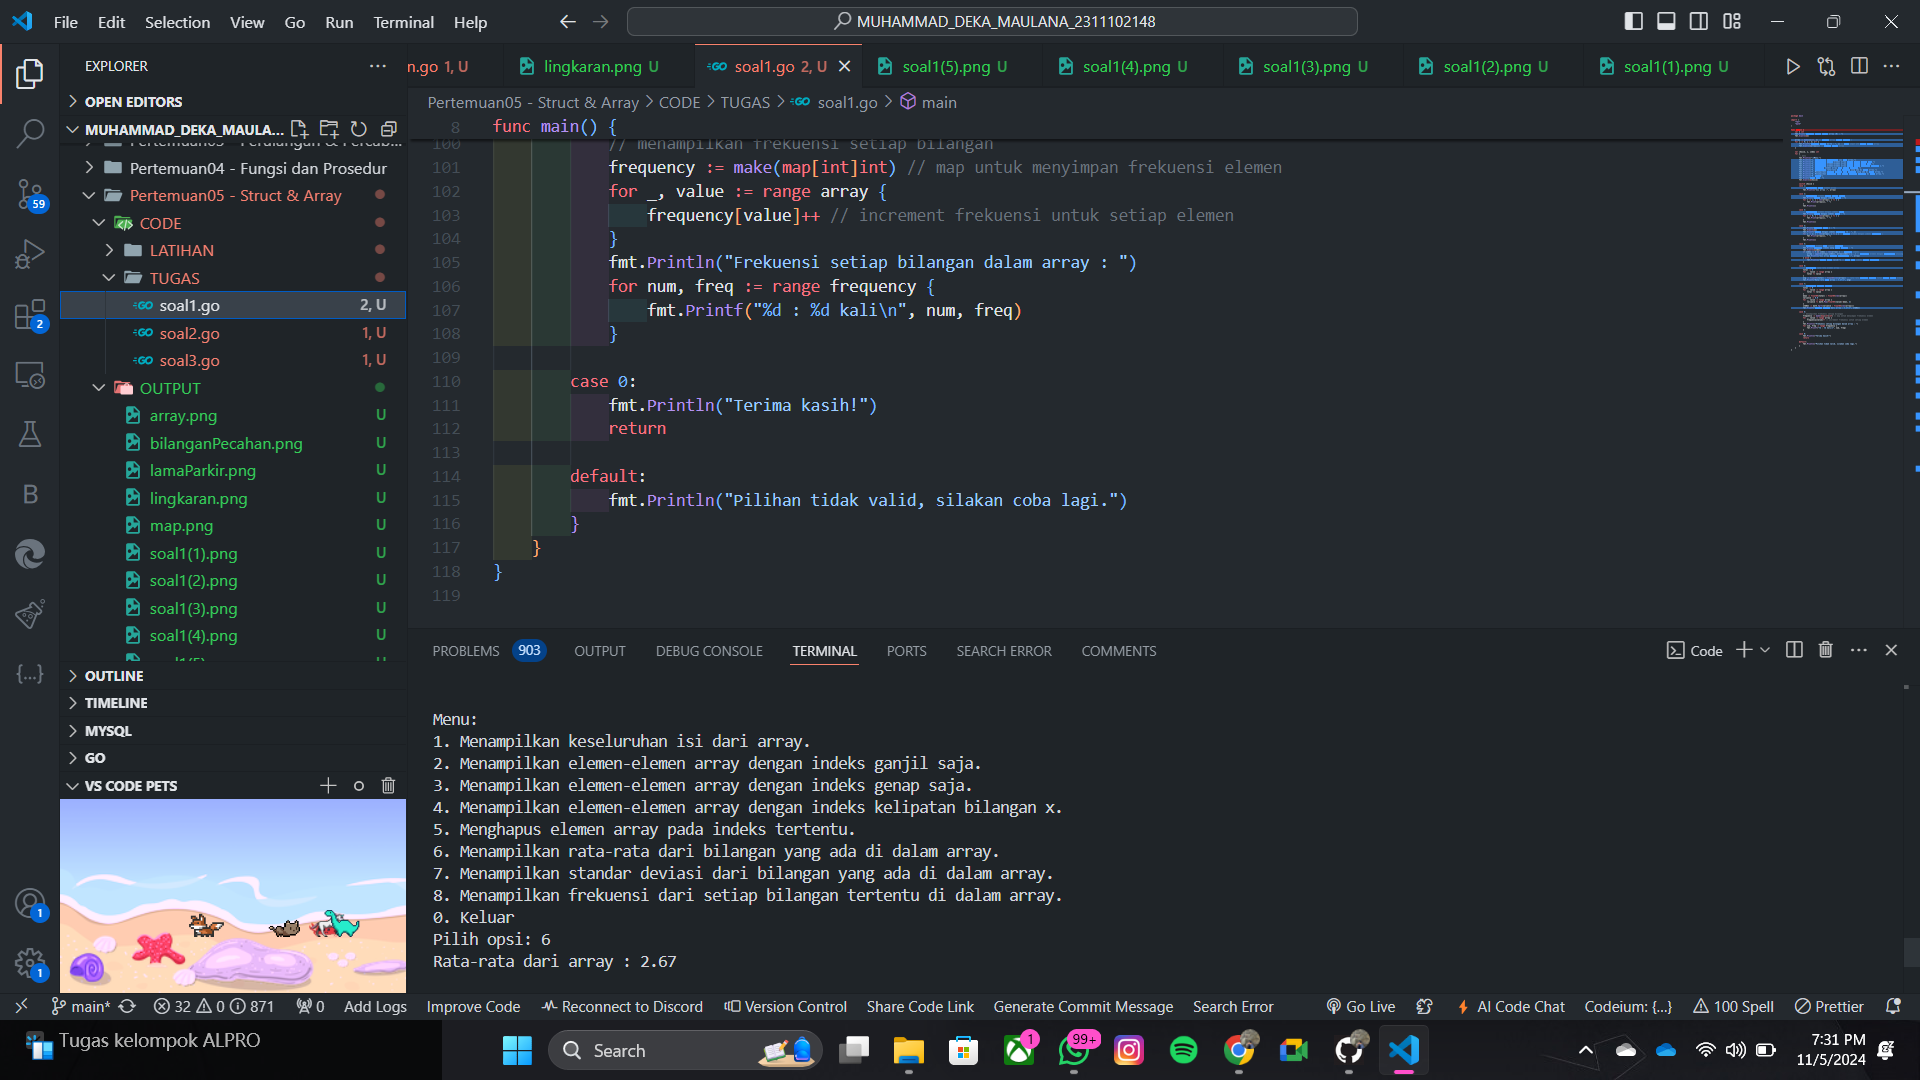 File Edit Selection View Go Run Terminal Help
MUHAMMAD_DEKA_MAULANA_2311102148
EXPLORER
n.go 1, U
lingkaran.png U
soal1.go 2, U
soal1(5).png U
soal1(4).png U
soal1(3).png U
soal1(2).png U
soal1(1).png U
OPEN EDITORS
MUHAMMAD_DEKA_MAULA...
Pertemuan04 - Fungsi dan Prosedur
Pertemuan05 - Struct & Array
CODE
LATIHAN
TUGAS
soal1.go 2, U
soal2.go 1, U
soal3.go 1, U
OUTPUT
array.png U
bilanganPecahan.png U
lamaParkir.png U
lingkaran.png U
map.png U
soal1(1).png U
soal1(2).png U
soal1(3).png U
soal1(4).png U
OUTLINE
TIMELINE
MYSQL
GO
VS CODE PETS
59
2
1
1
Pertemuan05 - Struct & Array > CODE > TUGAS > soal1.go > main
8 func main() {
100 // menampilkan frekuensi setiap bilangan
101 frequency := make(map[int]int) // map untuk menyimpan frekuensi elemen
102 for _, value := range array {
103 frequency[value]++ // increment frekuensi untuk setiap elemen
104 }
105 fmt.Println("Frekuensi setiap bilangan dalam array : ")
106 for num, freq := range frequency {
107 fmt.Printf("%d : %d kali\n", num, freq)
108 }
109
110 case 0:
111 fmt.Println("Terima kasih!")
112 return
113
114 default:
115 fmt.Println("Pilihan tidak valid, silakan coba lagi.")
116 }
117 }
118 }
119
PROBLEMS 903 OUTPUT DEBUG CONSOLE TERMINAL PORTS SEARCH ERROR COMMENTS
Code
Menu:
1. Menampilkan keseluruhan isi dari array.
2. Menampilkan elemen-elemen array dengan indeks ganjil saja.
3. Menampilkan elemen-elemen array dengan indeks genap saja.
4. Menampilkan elemen-elemen array dengan indeks kelipatan bilangan x.
5. Menghapus elemen array pada indeks tertentu.
6. Menampilkan rata-rata dari bilangan yang ada di dalam array.
7. Menampilkan standar deviasi dari bilangan yang ada di dalam array.
8. Menampilkan frekuensi dari setiap bilangan tertentu di dalam array.
0. Keluar
Pilih opsi: 6
Rata-rata dari array : 2.67
main* 32 0 871 0 Add Logs Improve Code Reconnect to Discord Version Control Share Code Link Generate Commit Message Search Error Go Live AI Code Chat Codeium: {...} 100 Spell Prettier
Tugas kelompok ALPRO
Search
1
99+
7:31 PM
11/5/2024